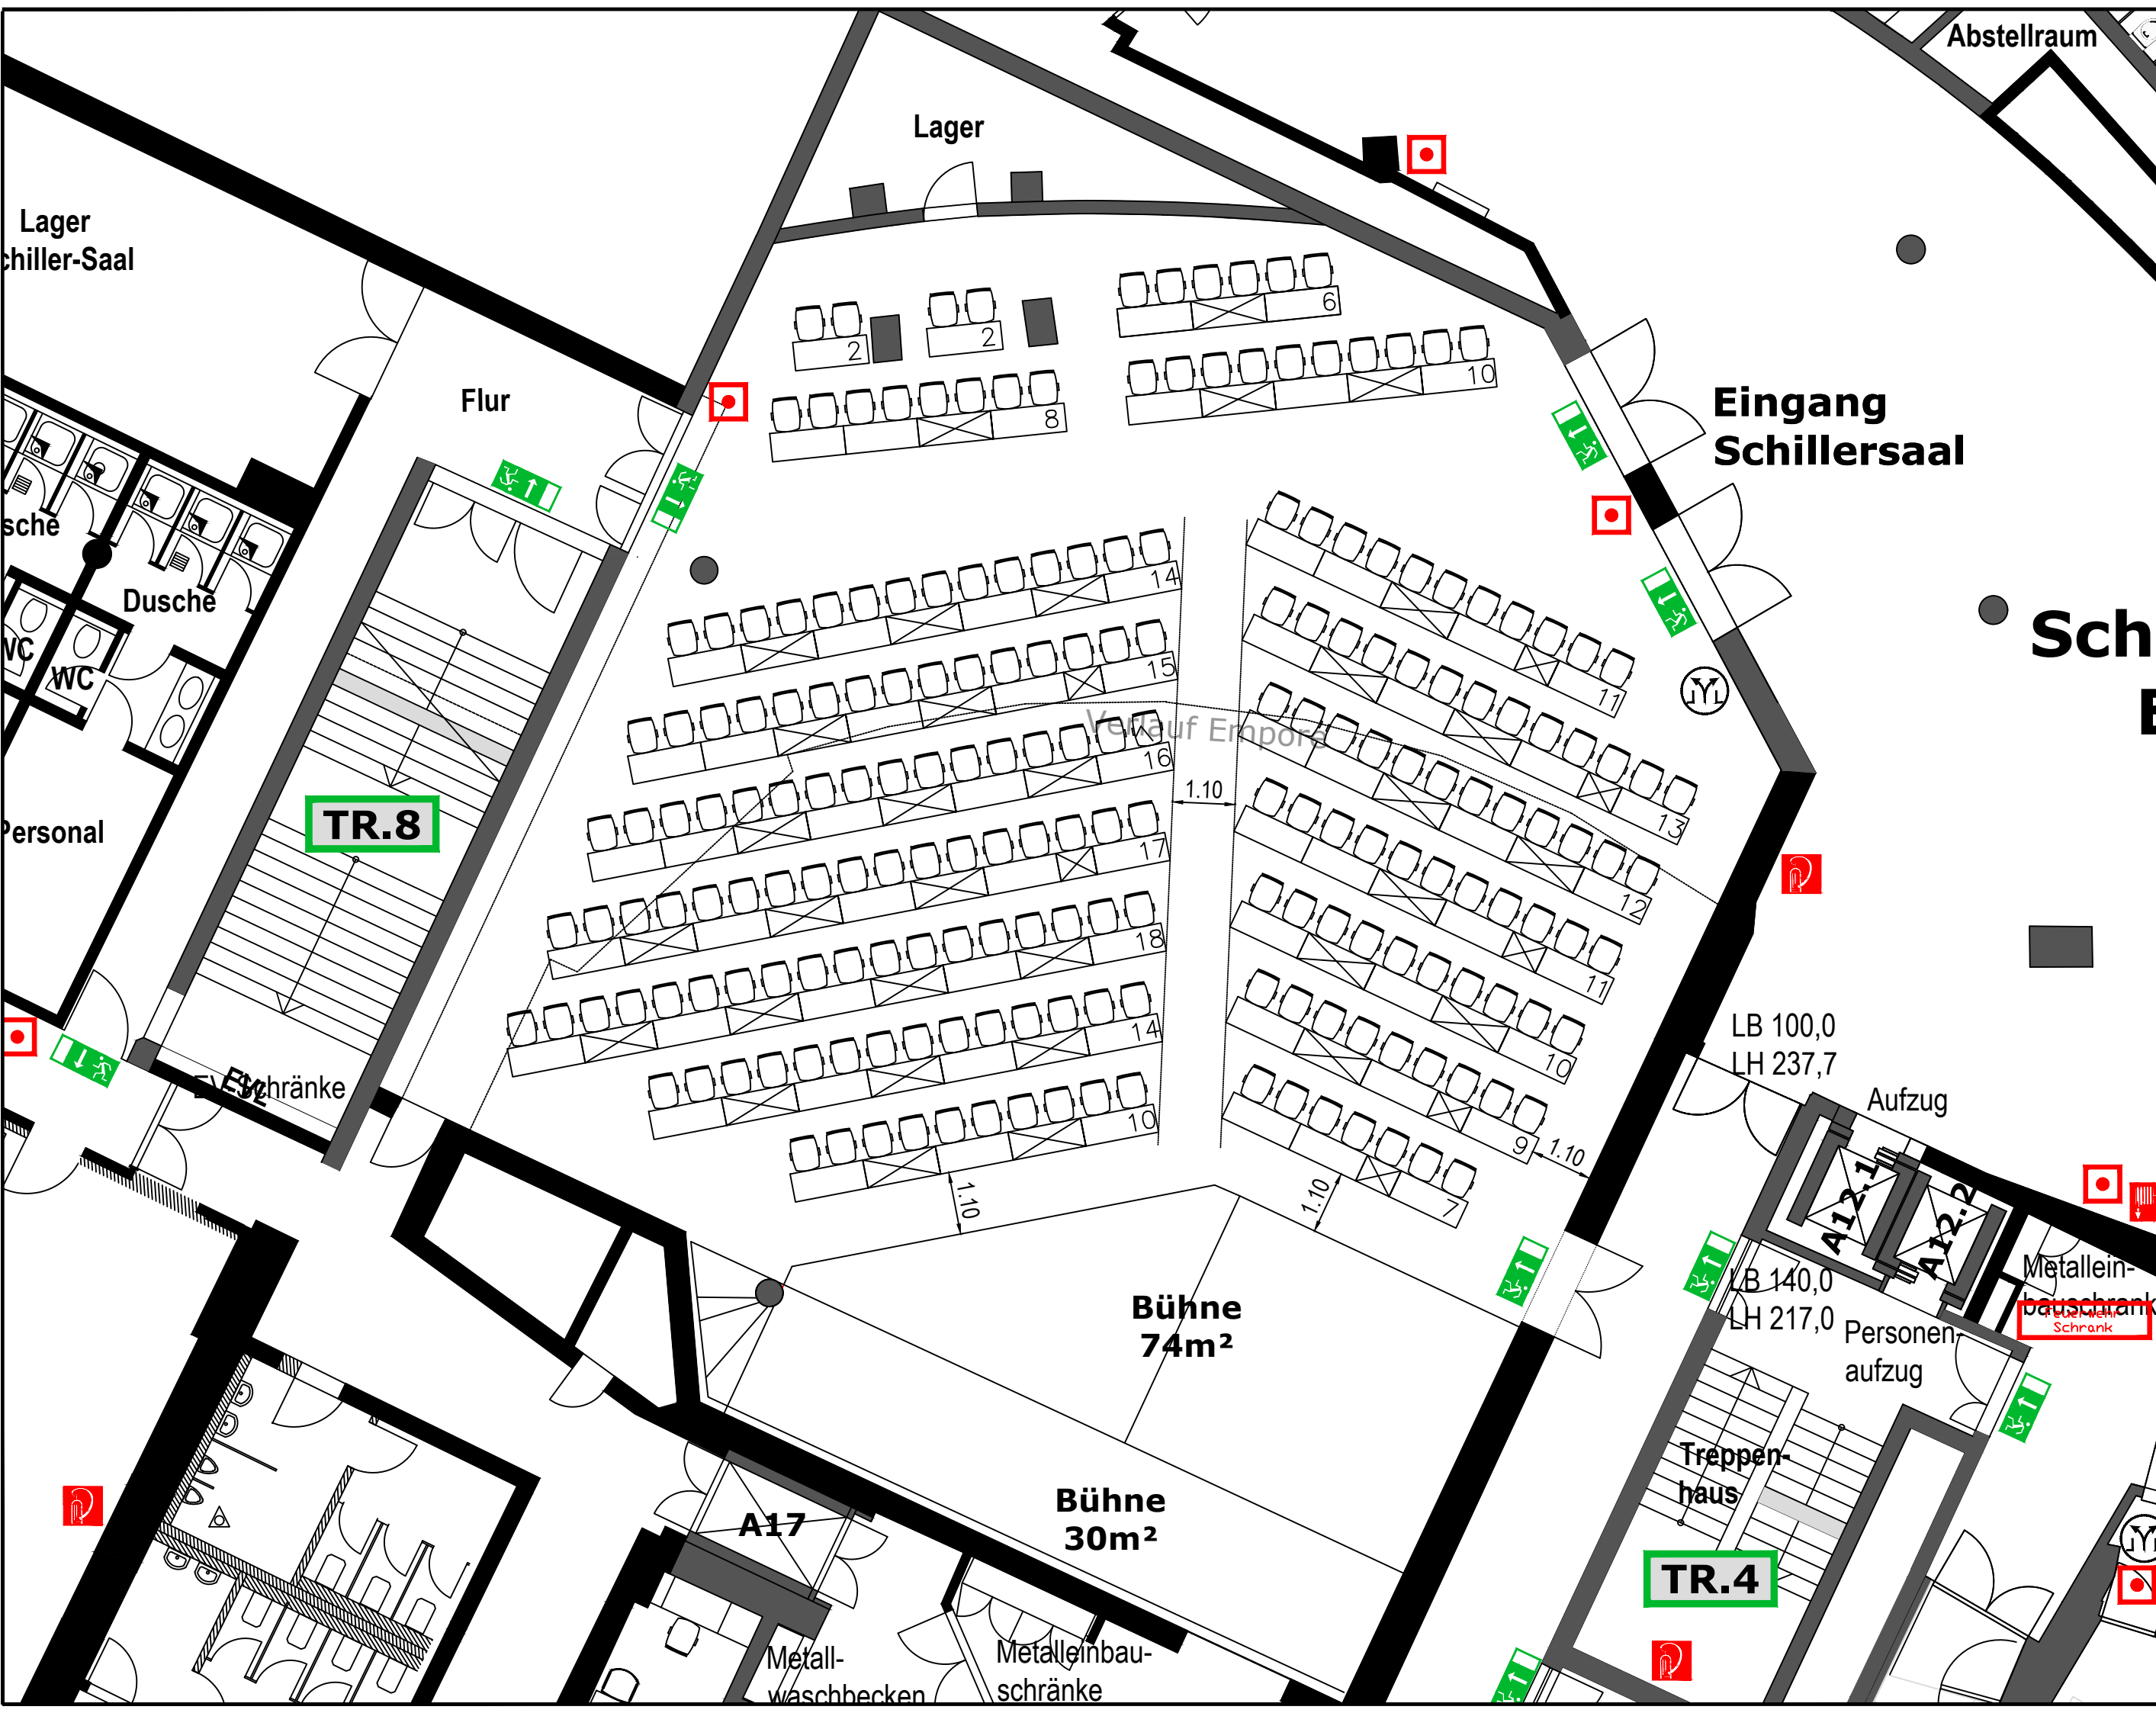 Abstellraum
Lager
Lager
chiller-Saal
Flur
Eingang
Schillersaal
6
2
2
10
8
sche
Dusche
WC
WC
Personal
TR.8
14
15
16
17
18
14
10
Verlauf Empore
1.10
11
13
12
11
10
9
7
1.10
1.10
1.10
Sch
E
LB 100,0
LH 237,7
Aufzug
A12.1
A12.2
LB 140,0
LH 217,0
Personen-
aufzug
Metallein-
bauschrank
Feuerwehr
Schrank
EV-Schränke
Bühne
74m²
Bühne
30m²
Treppen-
haus
TR.4
A17
Metall-
waschbecken
Metalleinbau-
schränke